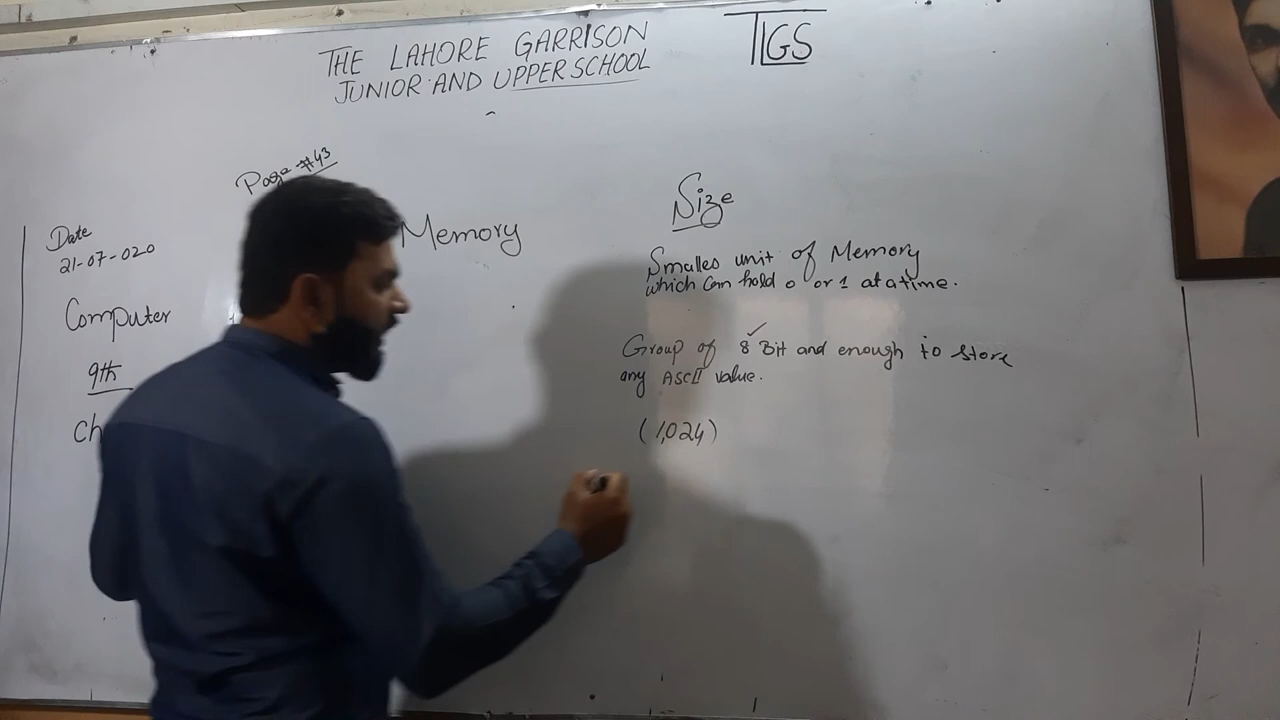 THE LAHORE GARRISON
JUNIOR AND UPPER SCHOOL
TLGS
Page #43
Date
21-07-020
Computer
9th
Ch
Memory
Size
Smalles unit of Memory
which can hold 0 or 1 at a time.
Group of 8 Bit and enough to store
any ASCII value.
(1,024)